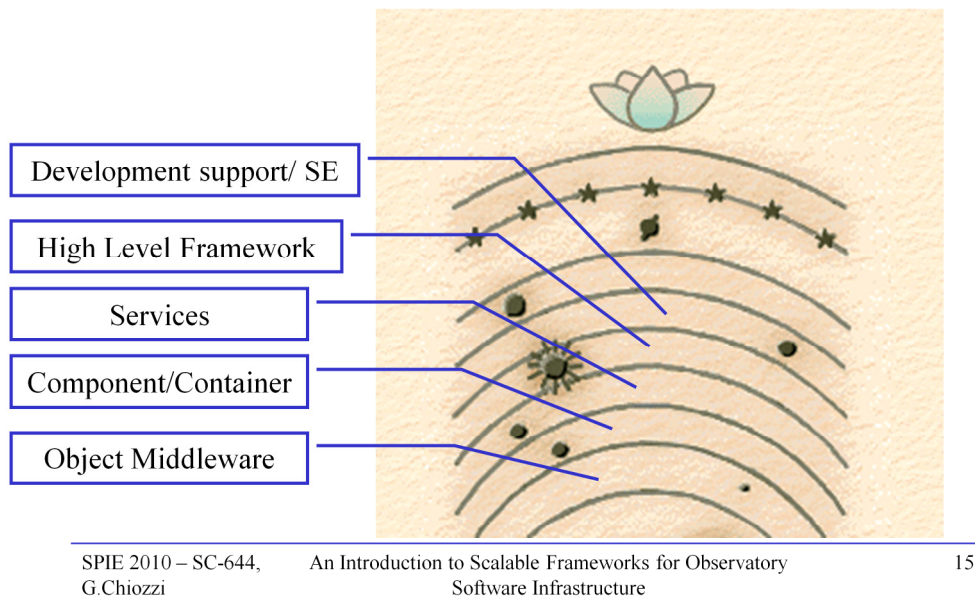 Development support/ SE
High Level Framework
Services
Component/Container
Object Middleware
SPIE 2010 – SC-644,
G.Chiozzi
An Introduction to Scalable Frameworks for Observatory
Software Infrastructure
15